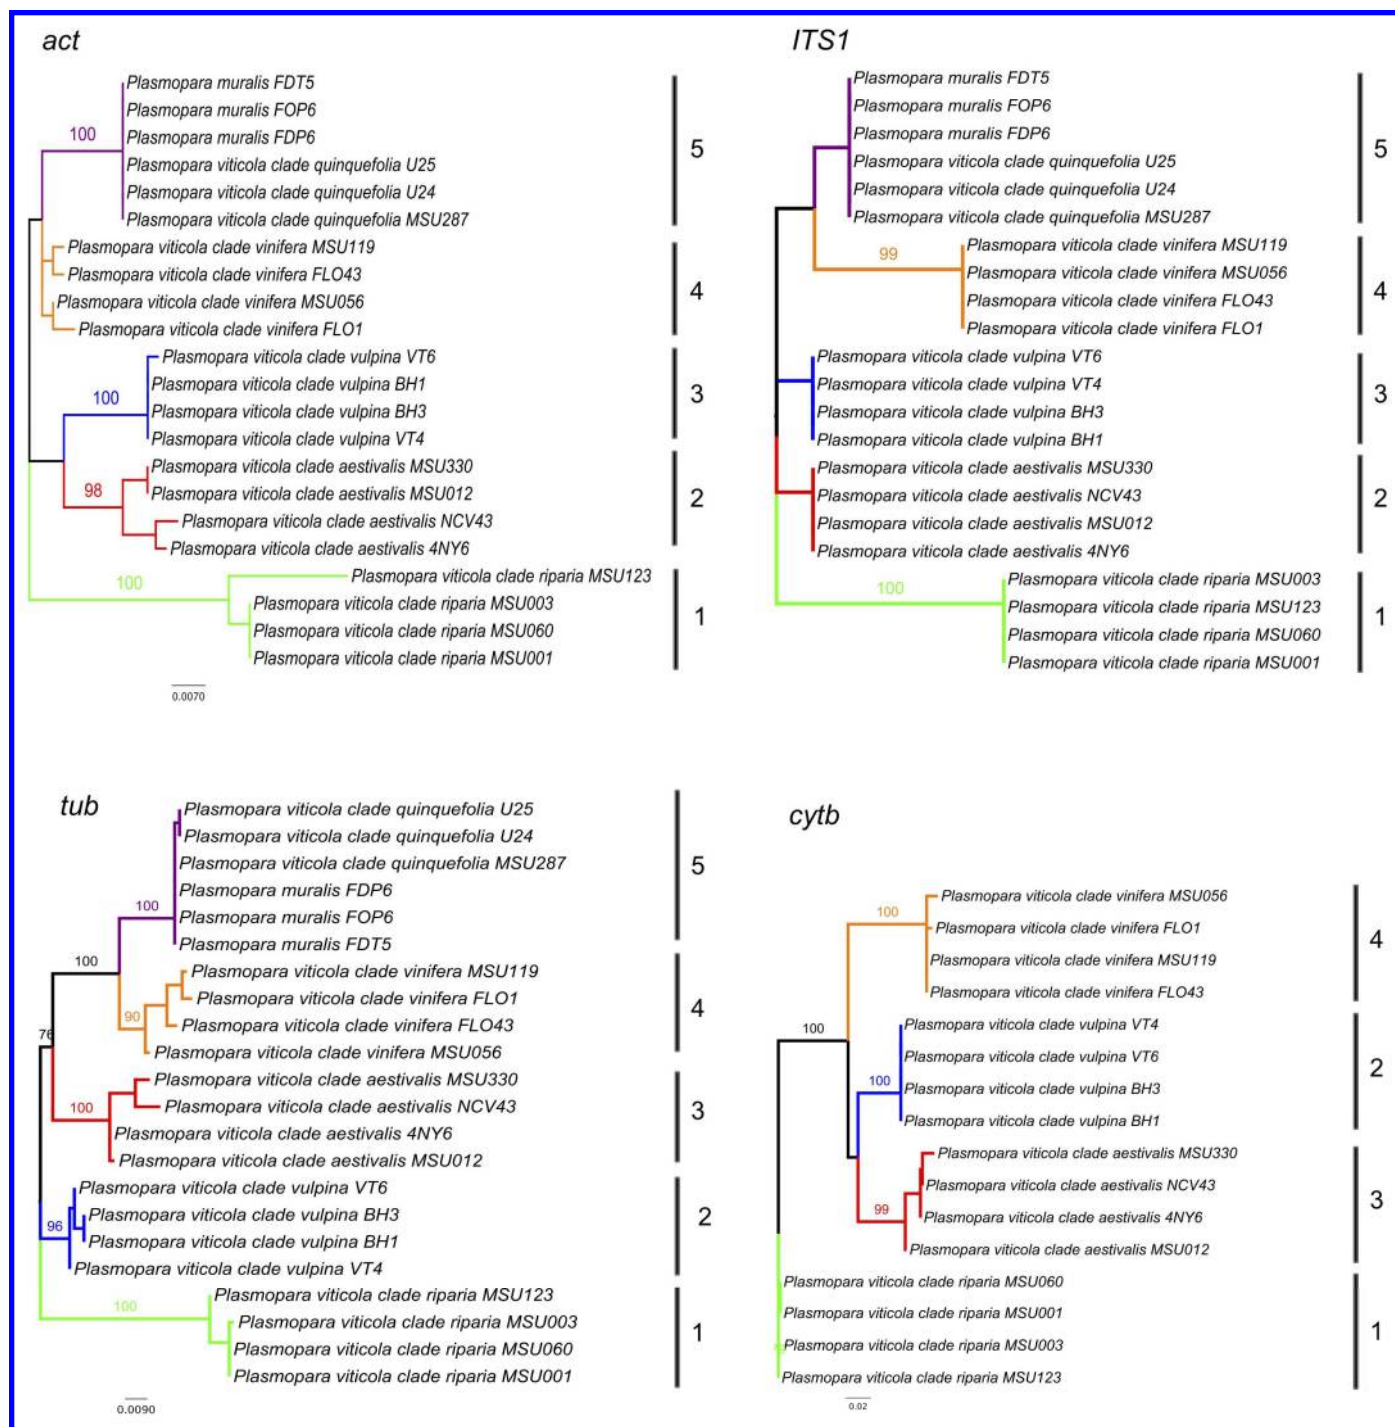 act
Plasmopara muralis FDT5
Plasmopara muralis FOP6
Plasmopara muralis FDP6
100
Plasmopara viticola clade quinquefolia U25
5
Plasmopara viticola clade quinquefolia U24
Plasmopara viticola clade quinquefolia MSU287
Plasmopara viticola clade vinifera MSU119
Plasmopara viticola clade vinifera FLO43
4
Plasmopara viticola clade vinifera MSU056
Plasmopara viticola clade vinifera FLO1
Plasmopara viticola clade vulpina VT6
Plasmopara viticola clade vulpina BH1
100
3
Plasmopara viticola clade vulpina BH3
Plasmopara viticola clade vulpina VT4
Plasmopara viticola clade aestivalis MSU330
98
Plasmopara viticola clade aestivalis MSU012
2
Plasmopara viticola clade aestivalis NCV43
Plasmopara viticola clade aestivalis 4NY6
100
Plasmopara viticola clade riparia MSU123
Plasmopara viticola clade riparia MSU003
1
Plasmopara viticola clade riparia MSU060
Plasmopara viticola clade riparia MSU001
0.0070
ITS1
Plasmopara muralis FDT5
Plasmopara muralis FOP6
Plasmopara muralis FDP6
5
Plasmopara viticola clade quinquefolia U25
Plasmopara viticola clade quinquefolia U24
Plasmopara viticola clade quinquefolia MSU287
Plasmopara viticola clade vinifera MSU119
99
Plasmopara viticola clade vinifera MSU056
4
Plasmopara viticola clade vinifera FLO43
Plasmopara viticola clade vinifera FLO1
Plasmopara viticola clade vulpina VT6
Plasmopara viticola clade vulpina VT4
3
Plasmopara viticola clade vulpina BH3
Plasmopara viticola clade vulpina BH1
Plasmopara viticola clade aestivalis MSU330
Plasmopara viticola clade aestivalis NCV43
2
Plasmopara viticola clade aestivalis MSU012
Plasmopara viticola clade aestivalis 4NY6
Plasmopara viticola clade riparia MSU003
100
Plasmopara viticola clade riparia MSU123
1
Plasmopara viticola clade riparia MSU060
Plasmopara viticola clade riparia MSU001
tub
Plasmopara viticola clade quinquefolia U25
Plasmopara viticola clade quinquefolia U24
Plasmopara viticola clade quinquefolia MSU287
5
Plasmopara muralis FDP6
100
Plasmopara muralis FOP6
Plasmopara muralis FDT5
100
Plasmopara viticola clade vinifera MSU119
Plasmopara viticola clade vinifera FLO1
4
90
Plasmopara viticola clade vinifera FLO43
76
Plasmopara viticola clade vinifera MSU056
Plasmopara viticola clade aestivalis MSU330
100
Plasmopara viticola clade aestivalis NCV43
3
Plasmopara viticola clade aestivalis 4NY6
Plasmopara viticola clade aestivalis MSU012
Plasmopara viticola clade vulpina VT6
Plasmopara viticola clade vulpina BH3
2
96
Plasmopara viticola clade vulpina BH1
Plasmopara viticola clade vulpina VT4
Plasmopara viticola clade riparia MSU123
100
Plasmopara viticola clade riparia MSU003
1
Plasmopara viticola clade riparia MSU060
Plasmopara viticola clade riparia MSU001
0.0090
cytb
Plasmopara viticola clade vinifera MSU056
100
Plasmopara viticola clade vinifera FLO1
4
Plasmopara viticola clade vinifera MSU119
Plasmopara viticola clade vinifera FLO43
100
Plasmopara viticola clade vulpina VT4
Plasmopara viticola clade vulpina VT6
2
100
Plasmopara viticola clade vulpina BH3
Plasmopara viticola clade vulpina BH1
Plasmopara viticola clade aestivalis MSU330
Plasmopara viticola clade aestivalis NCV43
3
99
Plasmopara viticola clade aestivalis 4NY6
Plasmopara viticola clade aestivalis MSU012
Plasmopara viticola clade riparia MSU060
Plasmopara viticola clade riparia MSU001
1
Plasmopara viticola clade riparia MSU003
Plasmopara viticola clade riparia MSU123
0.02